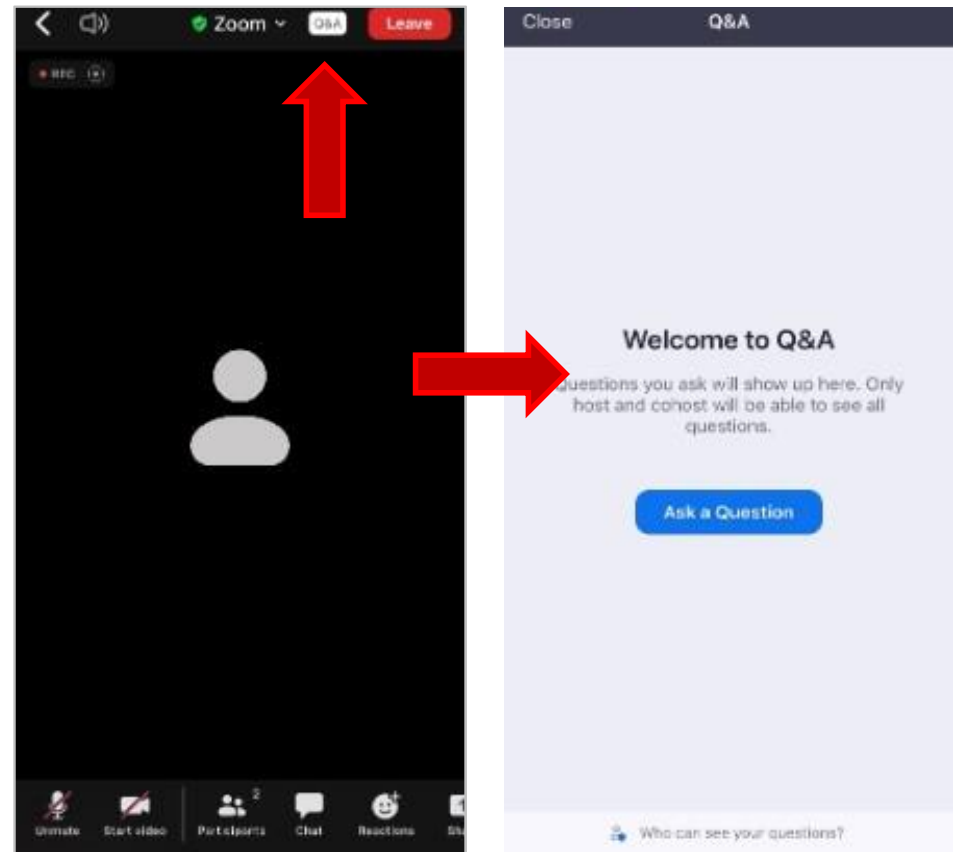 Zoom
Q&A
Leave
REC
Unmute
Start video
Participants
2
Chat
Reactions
Close
Q&A
Welcome to Q&A
uestions you ask will show up here. Only
host and cohost will be able to see all
questions.
Ask a Question
Who can see your questions?